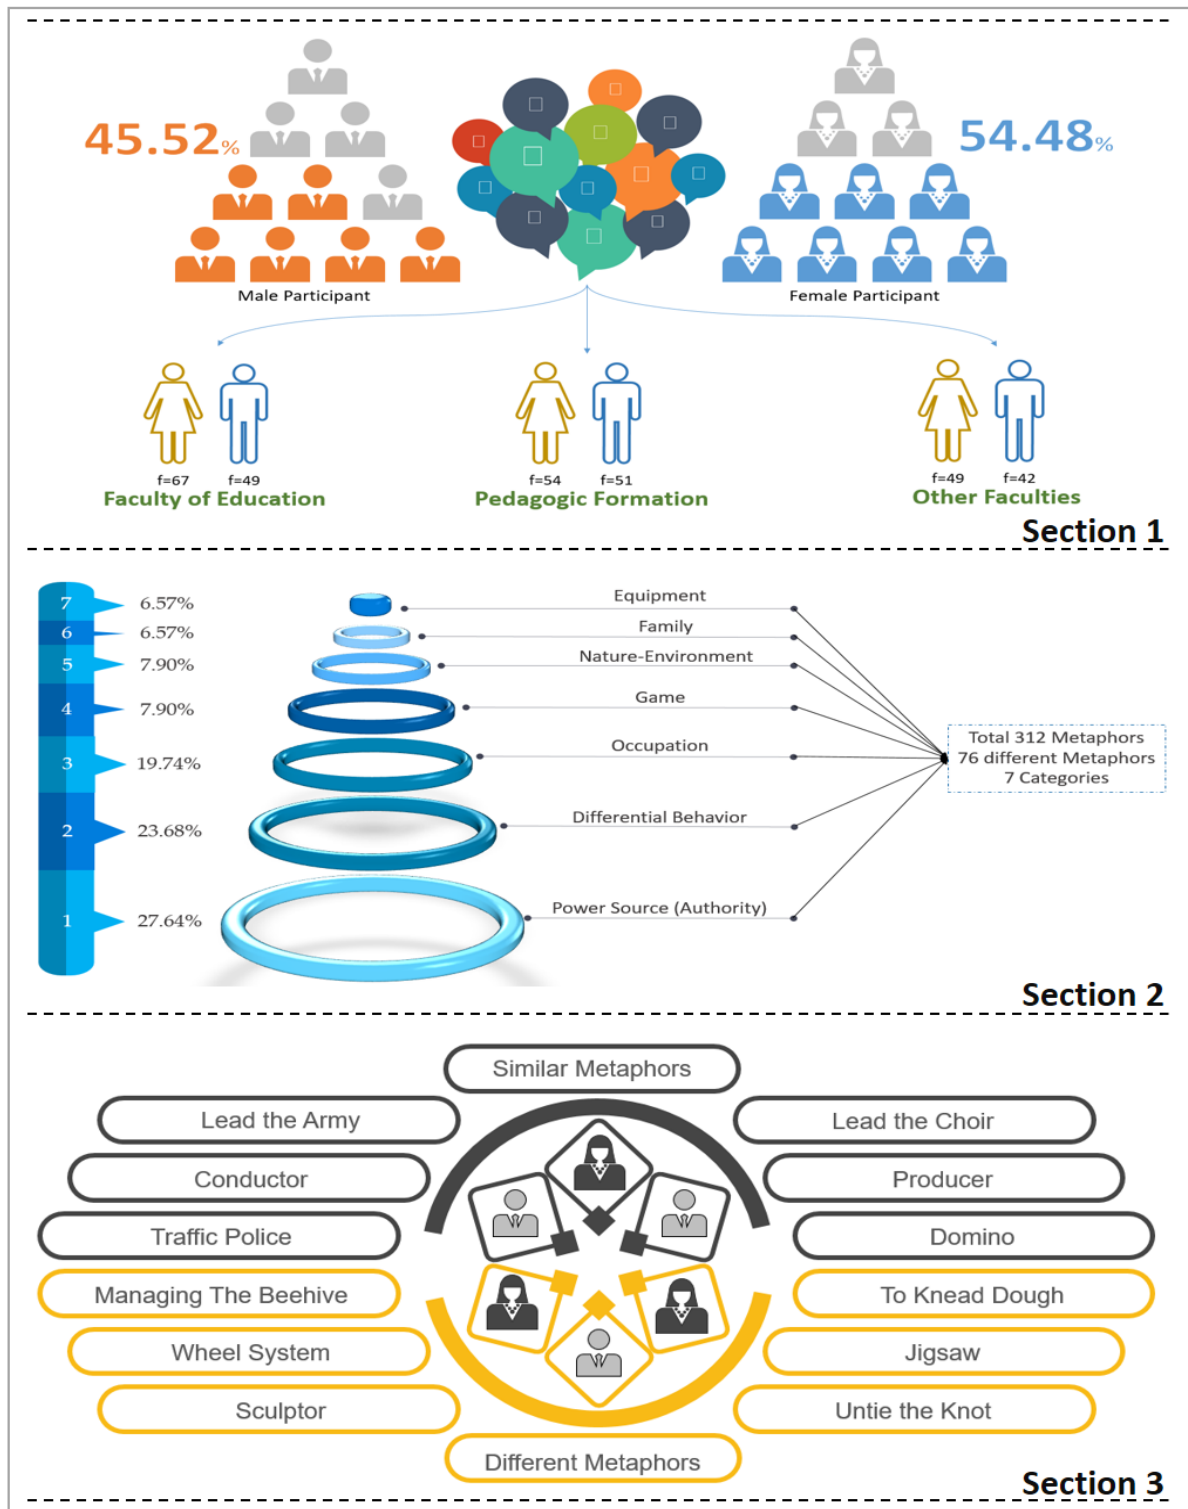 45.52%
54.48%
Male Participant
Female Participant
f=67
f=49
f=54
f=51
f=49
f=42
Faculty of Education
Pedagogic Formation
Other Faculties
Section 1
7
6.57%
Equipment
6
6.57%
Family
5
7.90%
Nature-Environment
4
7.90%
Game
3
19.74%
Occupation
Total 312 Metaphors
76 different Metaphors
7 Categories
2
23.68%
Differential Behavior
1
27.64%
Power Source (Authority)
Section 2
Similar Metaphors
Lead the Army
Lead the Choir
Conductor
Producer
Traffic Police
Domino
Managing The Beehive
To Knead Dough
Wheel System
Jigsaw
Sculptor
Untie the Knot
Different Metaphors
Section 3